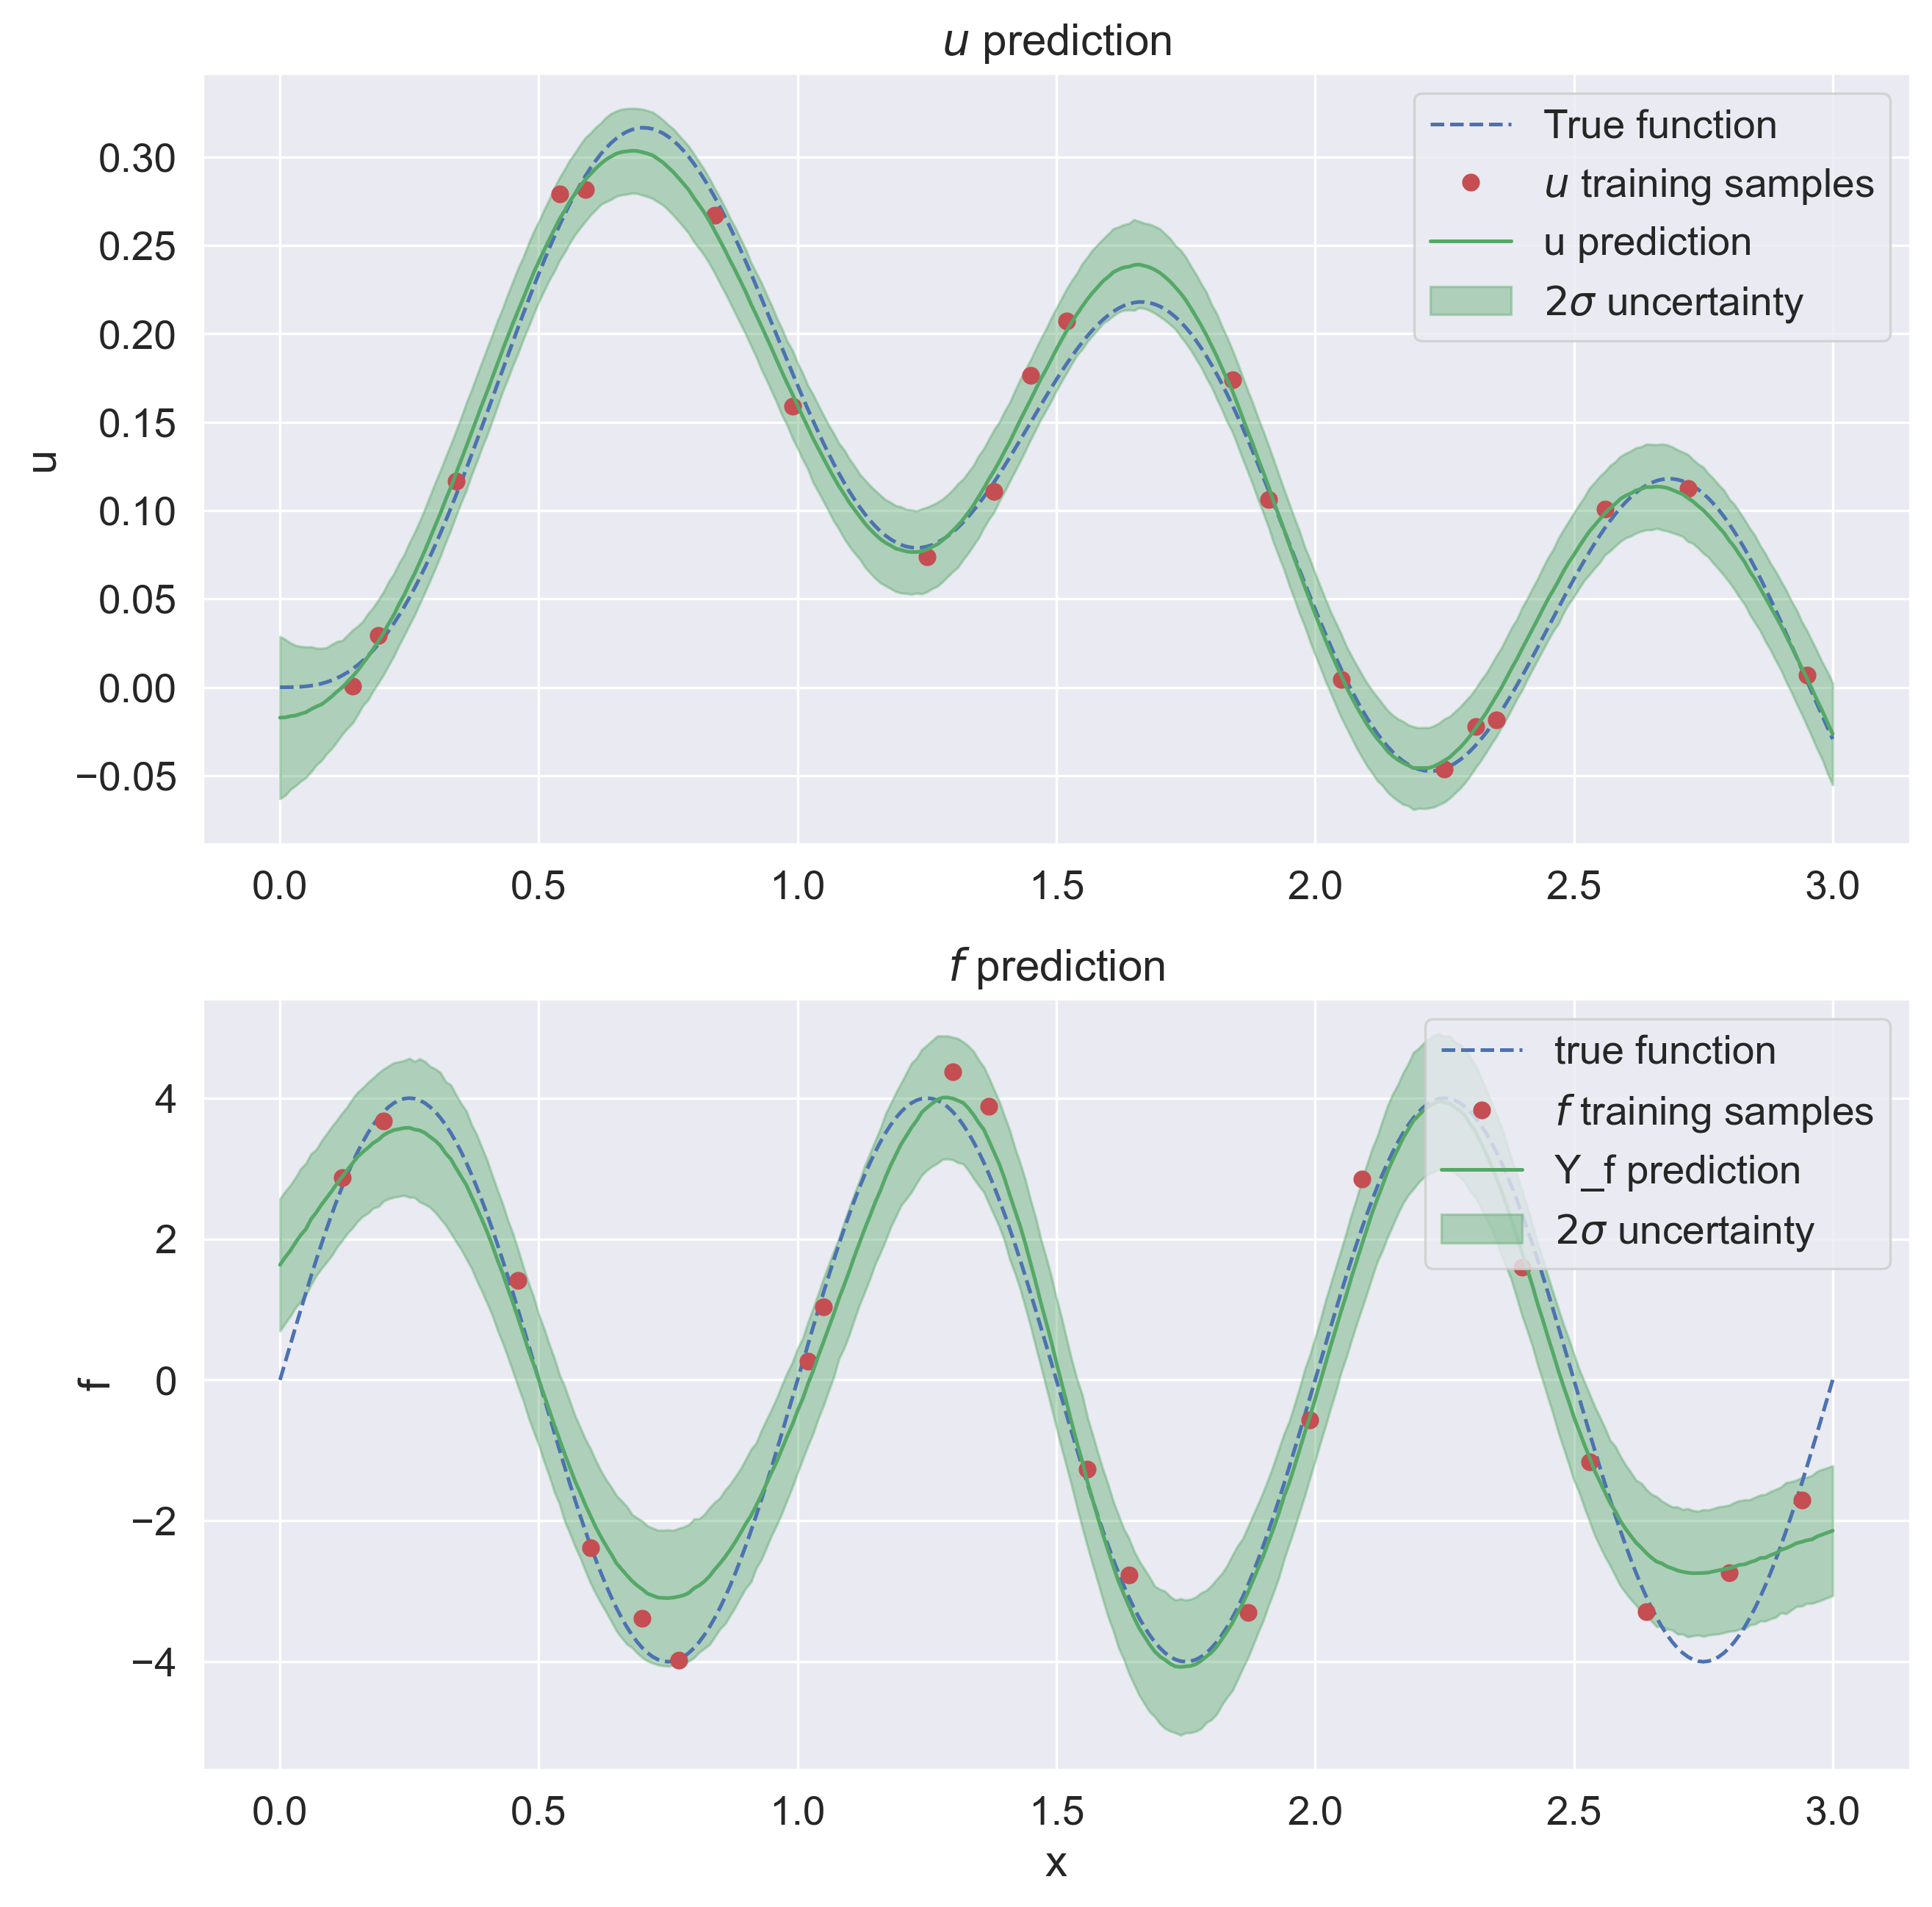 u prediction
True function
u training samples
u prediction
2σ uncertainty
u
0.30
0.25
0.20
0.15
0.10
0.05
0.00
−0.05
0.0 0.5 1.0 1.5 2.0 2.5 3.0
f prediction
true function
f training samples
Y_f prediction
2σ uncertainty
f
4
2
0
−2
−4
0.0 0.5 1.0 1.5 2.0 2.5 3.0
x